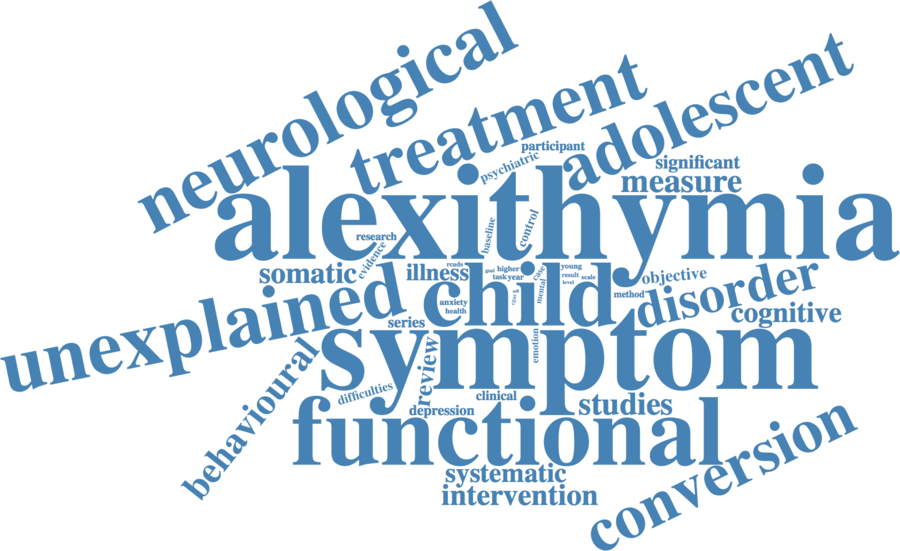 neurological
treatment
adolescent
participant
psychiatric
significant
measure
alexithymia
baseline
control
research
evidence
somatic
illness
reads
goal
higher
task
year
case
young
result
scale
level
objective
child
mental
method
disorder
cognitive
unexplained
anxiety
health
series
symptom
emotion
behavioural
review
difficulties
clinical
depression
studies
functional
systematic
intervention
conversion